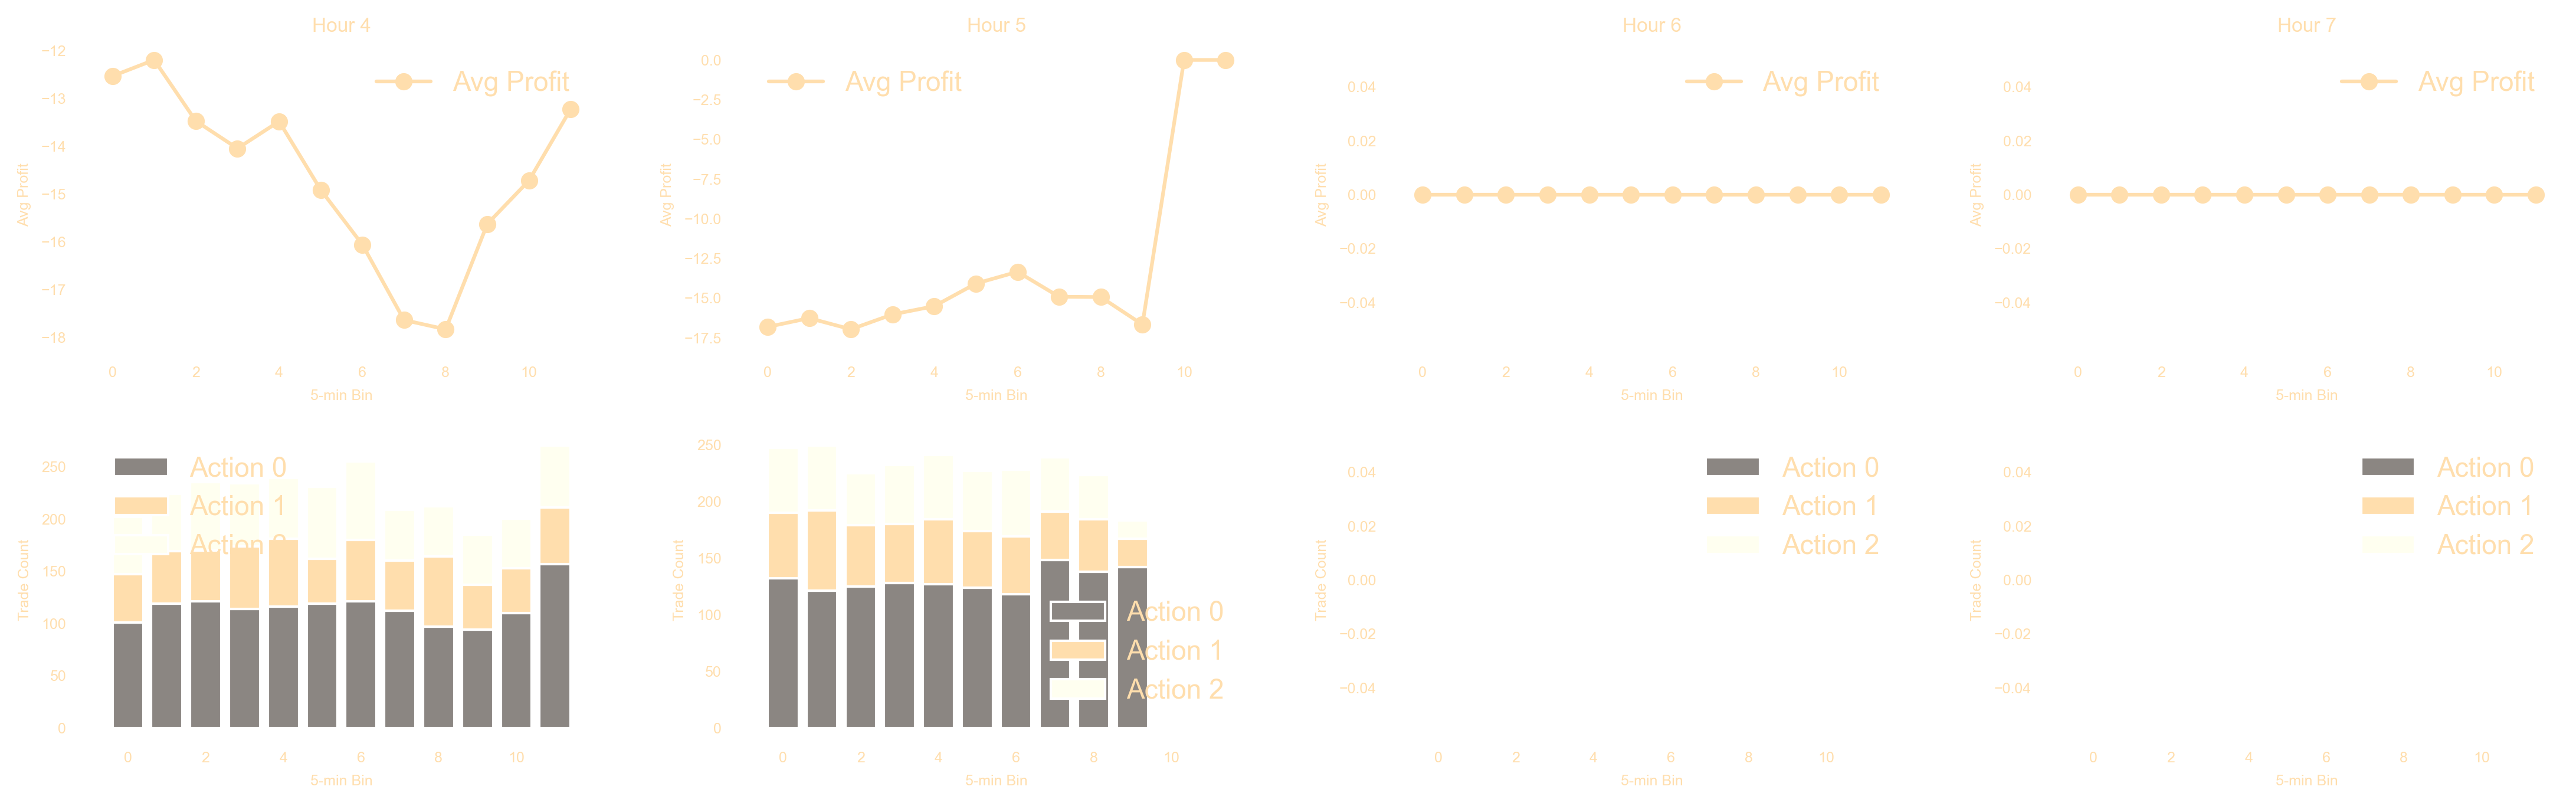 Hour 4
−12
−13
−14
−15
−16
−17
−18
Avg Profit
Avg Profit
0 2 4 6 8 10
5-min Bin
Hour 5
0.0
−2.5
−5.0
−7.5
−10.0
−12.5
−15.0
−17.5
Avg Profit
Avg Profit
0 2 4 6 8 10
5-min Bin
Hour 6
0.04
0.02
0.00
−0.02
−0.04
Avg Profit
Avg Profit
0 2 4 6 8 10
5-min Bin
Hour 7
0.04
0.02
0.00
−0.02
−0.04
Avg Profit
Avg Profit
0 2 4 6 8 10
5-min Bin
250
200
150
100
50
0
Trade Count
Action 0
Action 1
Action 2
0 2 4 6 8 10
5-min Bin
250
200
150
100
50
0
Trade Count
Action 0
Action 1
Action 2
0 2 4 6 8 10
5-min Bin
0.04
0.02
0.00
−0.02
−0.04
Trade Count
Action 0
Action 1
Action 2
0 2 4 6 8 10
5-min Bin
0.04
0.02
0.00
−0.02
−0.04
Trade Count
Action 0
Action 1
Action 2
0 2 4 6 8 10
5-min Bin